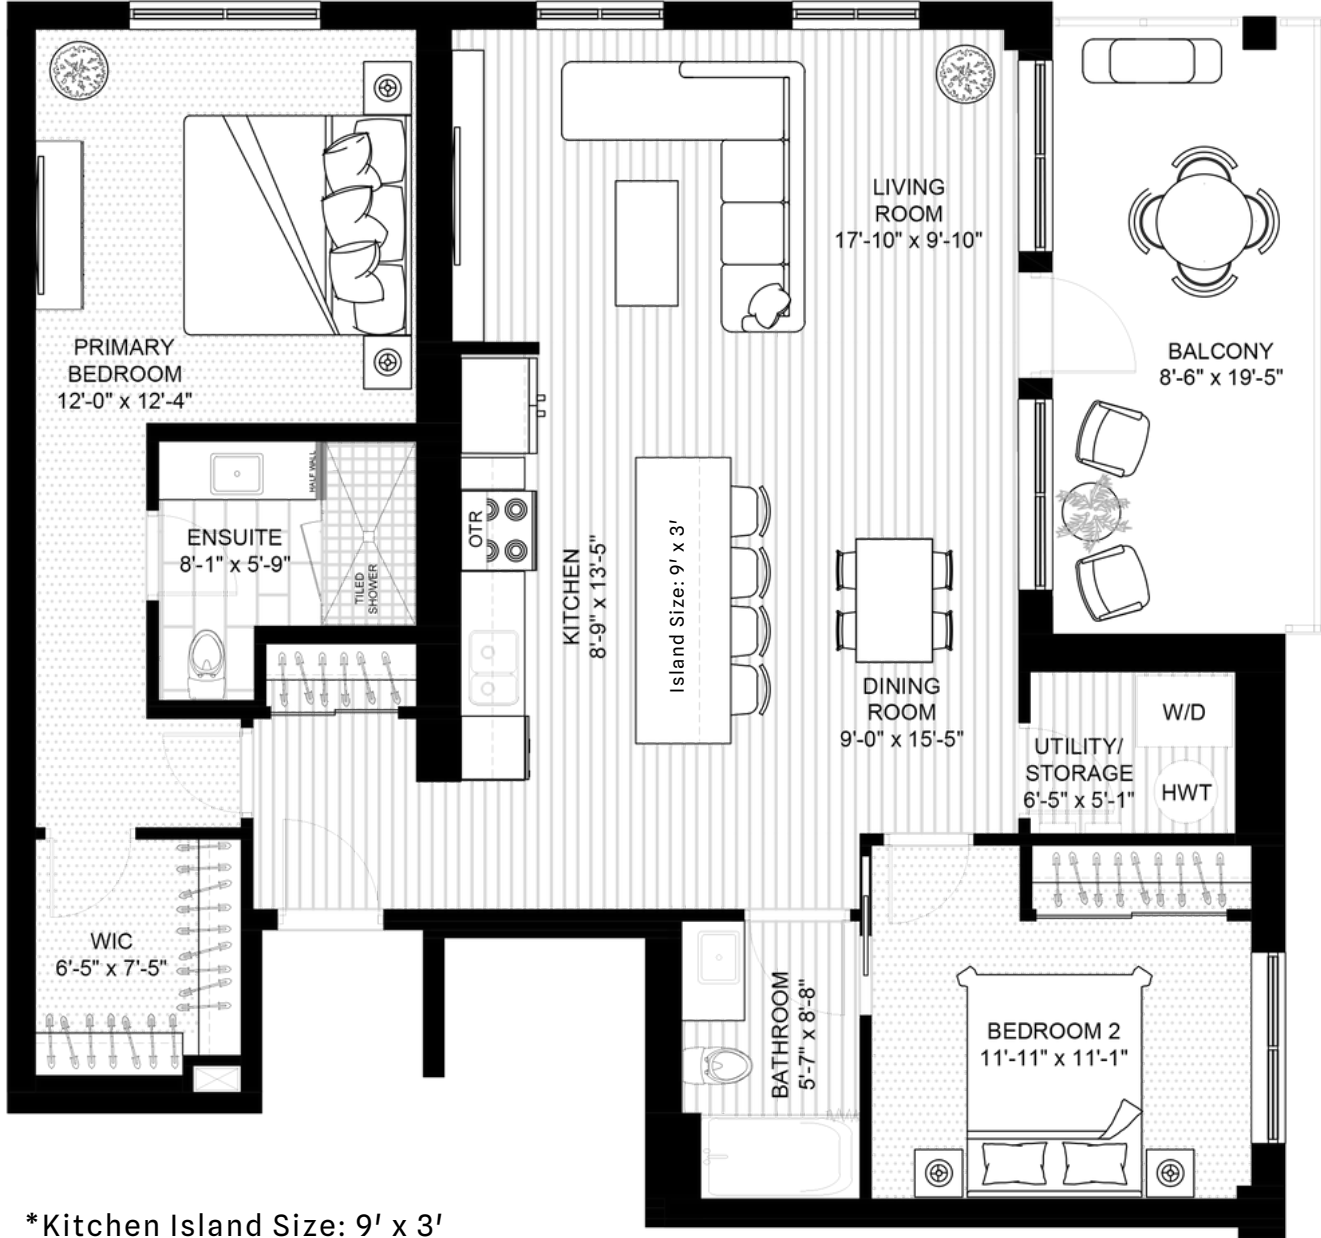 LIVING
ROOM
17'-10" x 9'-10"
PRIMARY
BEDROOM
12'-0" x 12'-4"
BALCONY
8'-6" x 19'-5"
HALF WALL
ENSUITE
8'-1" x 5'-9"
TILED
SHOWER
OTR
KITCHEN
8'-9" x 13'-5"
Island Size: 9' x 3'
DINING
ROOM
9'-0" x 15'-5"
UTILITY/
STORAGE
6'-5" x 5'-1"
W/D
HWT
WIC
6'-5" x 7'-5"
BATHROOM
5'-7" x 8'-8"
BEDROOM 2
11'-11" x 11'-1"
*Kitchen Island Size: 9' x 3'